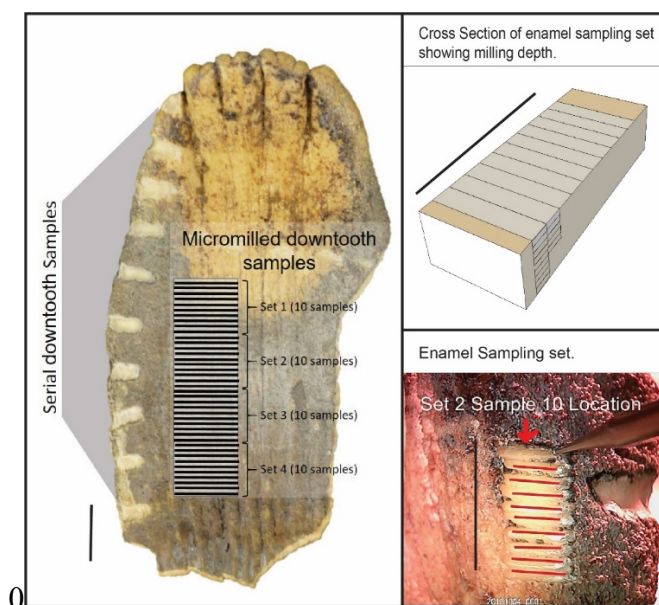 Serial downtooth Samples
Micromilled downtooth
samples
Set 1 (10 samples)
Set 2 (10 samples)
Set 3 (10 samples)
Set 4 (10 samples)
Cross Section of enamel sampling set
showing milling depth.
Enamel Sampling set.
Set 2 Sample 10 Location
0